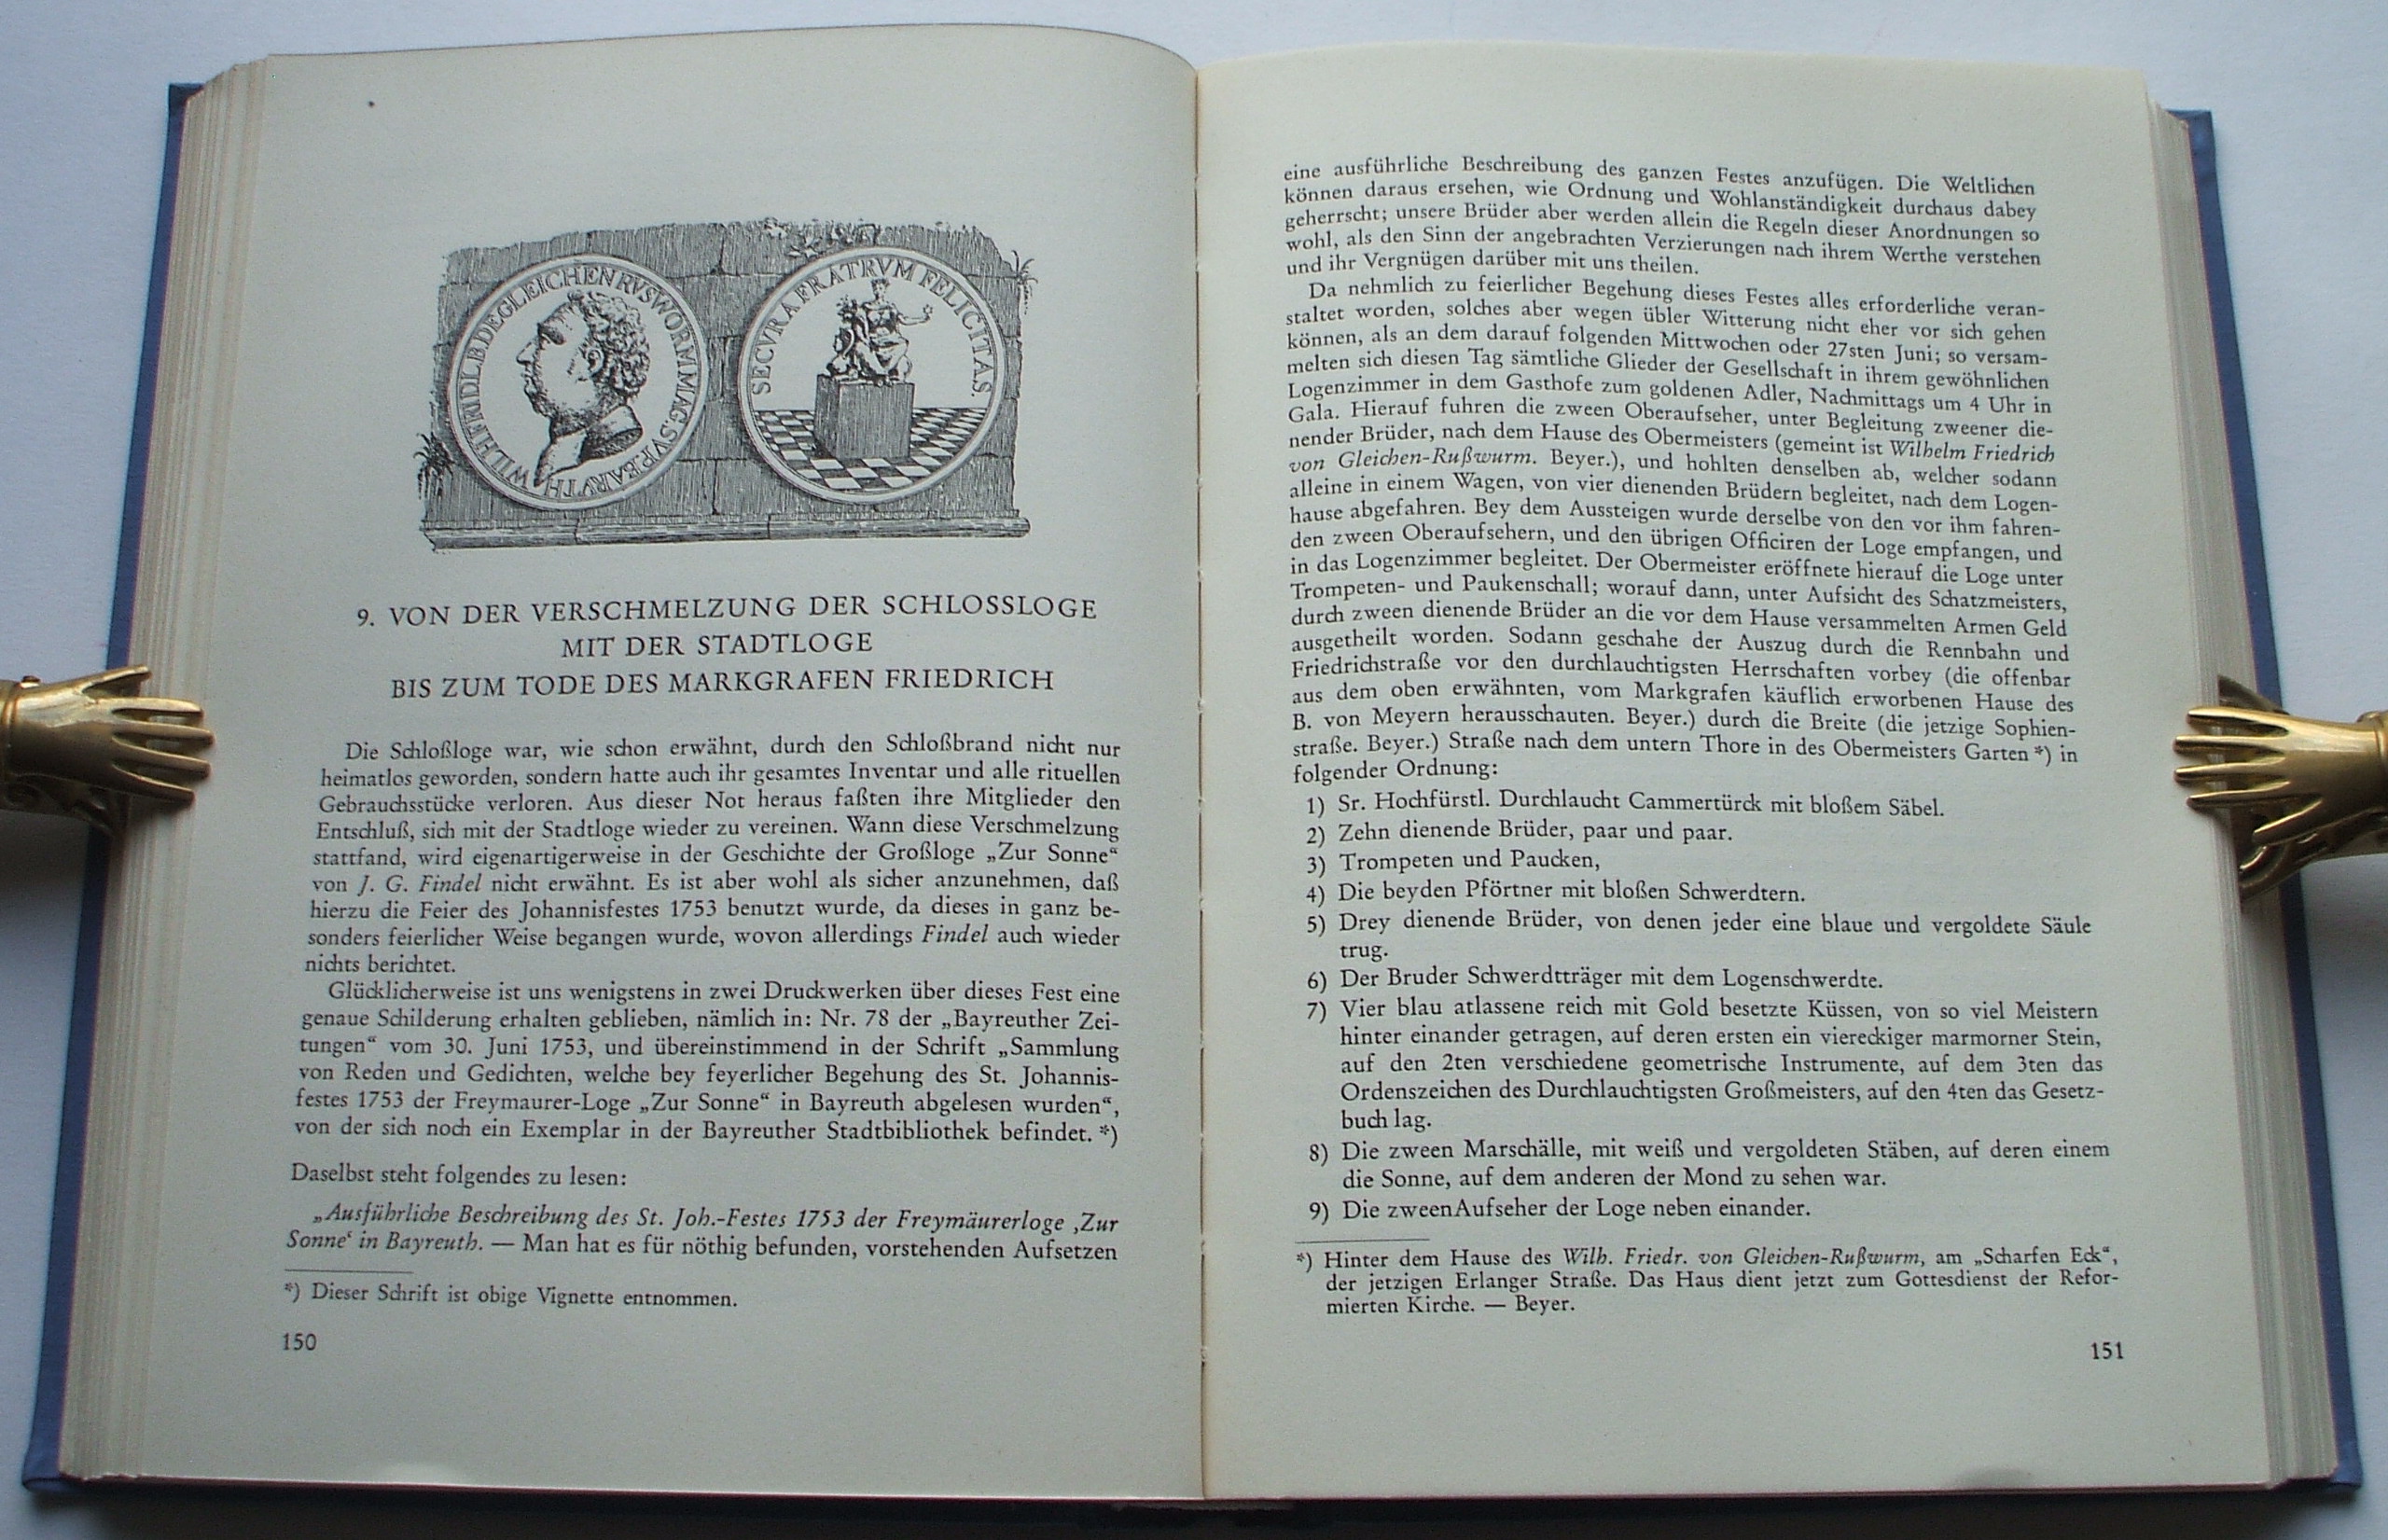 WILH.FRID.L.B.DE GLEICHEN RVSWORM MAG.SVP.BARVTH
SECVRA FRATRVM FELICITAS.
9. VON DER VERSCHMELZUNG DER SCHLOSSLOGE
MIT DER STADTLOGE
BIS ZUM TODE DES MARKGRAFEN FRIEDRICH
Die Schloßloge war, wie schon erwähnt, durch den Schloßbrand nicht nur
heimatlos geworden, sondern hatte auch ihr gesamtes Inventar und alle rituellen
Gebrauchsstücke verloren. Aus dieser Not heraus faßten ihre Mitglieder den
Entschluß, sich mit der Stadtloge wieder zu vereinen. Wann diese Verschmelzung
stattfand, wird eigenartigerweise in der Geschichte der Großloge „Zur Sonne“
von J. G. Findel nicht erwähnt. Es ist aber wohl als sicher anzunehmen, daß
hierzu die Feier des Johannisfestes 1753 benutzt wurde, da dieses in ganz be-
sonders feierlicher Weise begangen wurde, wovon allerdings Findel auch wieder
nichts berichtet.
Glücklicherweise ist uns wenigstens in zwei Druckwerken über dieses Fest eine
genaue Schilderung erhalten geblieben, nämlich in: Nr. 78 der „Bayreuther Zei-
tungen“ vom 30. Juni 1753, und übereinstimmend in der Schrift „Sammlung
von Reden und Gedichten, welche bey feyerlicher Begehung des St. Johannis-
festes 1753 der Freymaurer-Loge „Zur Sonne“ in Bayreuth abgelesen wurden“,
von der sich noch ein Exemplar in der Bayreuther Stadtbibliothek befindet. *)
Daselbst steht folgendes zu lesen:
„Ausführliche Beschreibung des St. Joh.-Festes 1753 der Freymäurerloge ‚Zur
Sonne‘ in Bayreuth. — Man hat es für nöthig befunden, vorstehenden Aufsetzen
*) Dieser Schrift ist obige Vignette entnommen.
150
eine ausführliche Beschreibung des ganzen Festes anzufügen. Die Weltlichen
können daraus ersehen, wie Ordnung und Wohlanständigkeit durchaus dabey
geherrscht; unsere Brüder aber werden allein die Regeln dieser Anordnungen so
wohl, als den Sinn der angebrachten Verzierungen nach ihrem Werthe verstehen
und ihr Vergnügen darüber mit uns theilen.
Da nehmlich zu feierlicher Begehung dieses Festes alles erforderliche veran-
staltet worden, solches aber wegen übler Witterung nicht eher vor sich gehen
können, als an dem darauf folgenden Mittwochen oder 27sten Juni; so versam-
melten sich diesen Tag sämtliche Glieder der Gesellschaft in ihrem gewöhnlichen
Logenzimmer in dem Gasthofe zum goldenen Adler, Nachmittags um 4 Uhr in
Gala. Hierauf fuhren die zween Oberaufseher, unter Begleitung zweener die-
nender Brüder, nach dem Hause des Obermeisters (gemeint ist Wilhelm Friedrich
von Gleichen-Rußwurm. Beyer.), und hohlten denselben ab, welcher sodann
alleine in einem Wagen, von vier dienenden Brüdern begleitet, nach dem Logen-
hause abgefahren. Bey dem Aussteigen wurde derselbe von den vor ihm fahren-
den zween Oberaufsehern, und den übrigen Officiren der Loge empfangen, und
in das Logenzimmer begleitet. Der Obermeister eröffnete hierauf die Loge unter
Trompeten- und Paukenschall; worauf dann, unter Aufsicht des Schatzmeisters,
durch zween dienende Brüder an die vor dem Hause versammelten Armen Geld
ausgetheilt worden. Sodann geschahe der Auszug durch die Rennbahn und
Friedrichstraße vor den durchlauchtigsten Herrschaften vorbey (die offenbar
aus dem oben erwähnten, vom Markgrafen käuflich erworbenen Hause des
B. von Meyern herausschauten. Beyer.) durch die Breite (die jetzige Sophien-
straße. Beyer.) Straße nach dem untern Thore in des Obermeisters Garten *) in
folgender Ordnung:
1) Sr. Hochfürstl. Durchlaucht Cammertürck mit bloßem Säbel.
2) Zehn dienende Brüder, paar und paar.
3) Trompeten und Paucken,
4) Die beyden Pförtner mit bloßen Schwerdtern.
5) Drey dienende Brüder, von denen jeder eine blaue und vergoldete Säule
trug.
6) Der Bruder Schwerdtträger mit dem Logenschwerdte.
7) Vier blau atlassene reich mit Gold besetzte Küssen, von so viel Meistern
hinter einander getragen, auf deren ersten ein viereckiger marmorner Stein,
auf den 2ten verschiedene geometrische Instrumente, auf dem 3ten das
Ordenszeichen des Durchlauchtigsten Großmeisters, auf den 4ten das Gesetz-
buch lag.
8) Die zween Marschälle, mit weiß und vergoldeten Stäben, auf deren einem
die Sonne, auf dem anderen der Mond zu sehen war.
9) Die zweenAufseher der Loge neben einander.
*) Hinter dem Hause des Wilh. Friedr. von Gleichen-Rußwurm, am „Scharfen Eck“,
der jetzigen Erlanger Straße. Das Haus dient jetzt zum Gottesdienst der Refor-
mierten Kirche. — Beyer.
151